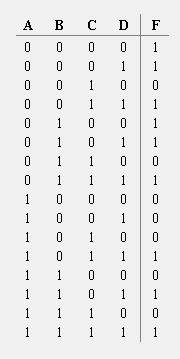 A B C D F
0 0 0 0 1
0 0 0 1 1
0 0 1 0 0
0 0 1 1 1
0 1 0 0 1
0 1 0 1 1
0 1 1 0 0
0 1 1 1 1
1 0 0 0 0
1 0 0 1 0
1 0 1 0 0
1 0 1 1 1
1 1 0 0 0
1 1 0 1 1
1 1 1 0 0
1 1 1 1 1